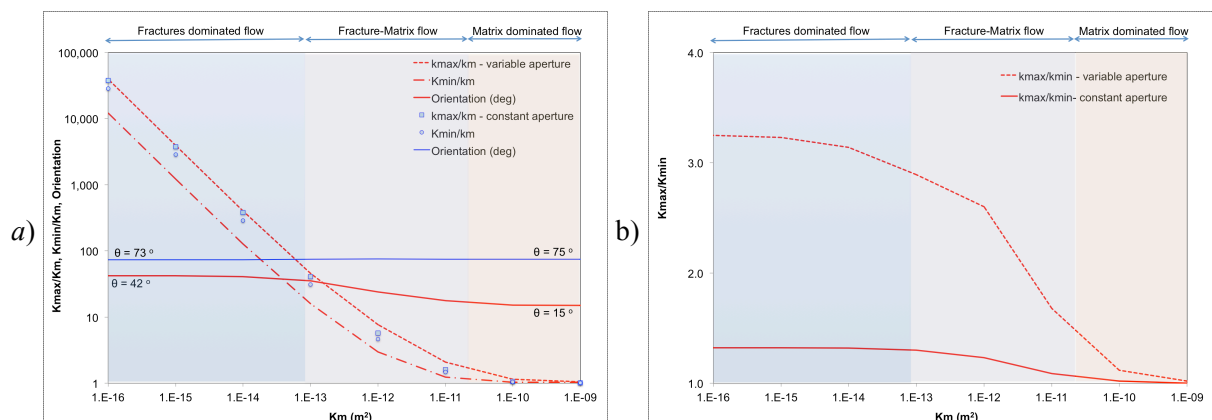 Fractures dominated flow
Fracture-Matrix flow
Matrix dominated flow
100,000
10,000
1,000
100
10
1
Kmax/Km, Kmin/Km, Orientation
kmax/km - variable aperture
Kmin/km
Orientation (deg)
kmax/km - constant aperture
Kmin/km
Orientation (deg)
θ = 73 °
θ = 75 °
θ = 42 °
θ = 15 °
a)
1.E-16 1.E-15 1.E-14 1.E-13 1.E-12 1.E-11 1.E-10 1.E-09
Km (m²)
Fractures dominated flow
Fracture-Matrix flow
Matrix dominated flow
4.0
3.0
2.0
1.0
Kmax/Kmin
kmax/kmin - variable aperture
kmax/kmin- constant aperture
b)
1.E-16 1.E-15 1.E-14 1.E-13 1.E-12 1.E-11 1.E-10 1.E-09
Km (m²)